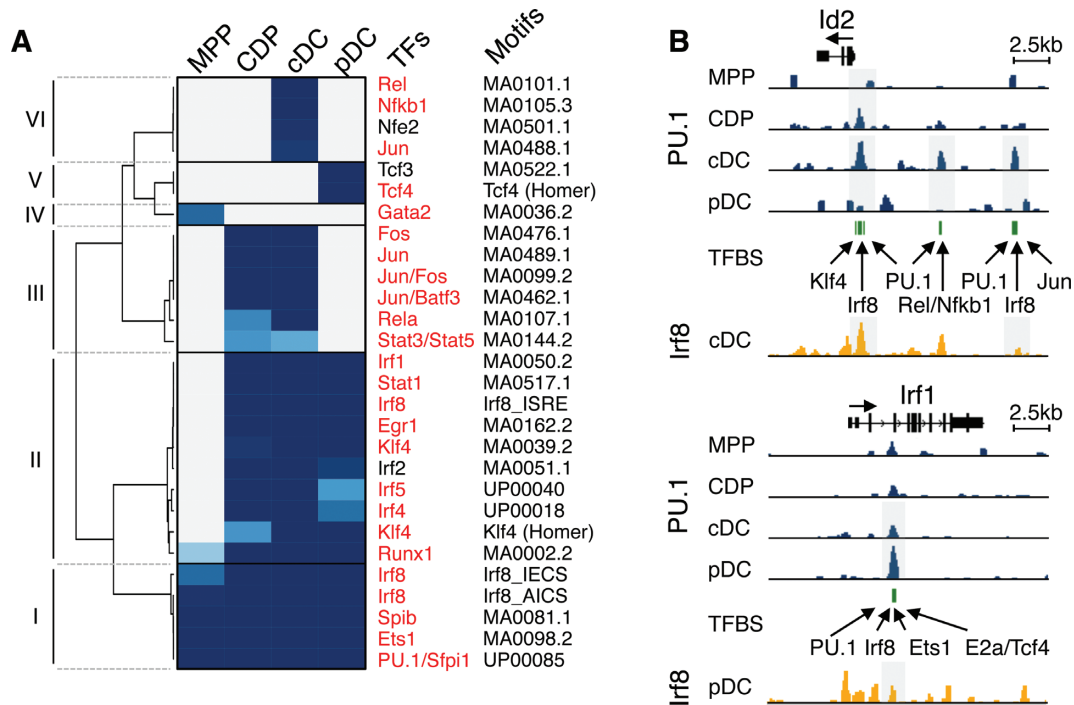 A
MPP CDP cDC pDC TFs Motifs
VI
V
IV
III
II
I
Rel MA0101.1
Nfkb1 MA0105.3
Nfe2 MA0501.1
Jun MA0488.1
Tcf3 MA0522.1
Tcf4 Tcf4 (Homer)
Gata2 MA0036.2
Fos MA0476.1
Jun MA0489.1
Jun/Fos MA0099.2
Jun/Batf3 MA0462.1
Rela MA0107.1
Stat3/Stat5 MA0144.2
Irf1 MA0050.2
Stat1 MA0517.1
Irf8 Irf8_ISRE
Egr1 MA0162.2
Klf4 MA0039.2
Irf2 MA0051.1
Irf5 UP00040
Irf4 UP00018
Klf4 Klf4 (Homer)
Runx1 MA0002.2
Irf8 Irf8_IECS
Irf8 Irf8_AICS
Spib MA0081.1
Ets1 MA0098.2
PU.1/Sfpi1 UP00085
B
Id2
2.5kb
PU.1
MPP
CDP
cDC
pDC
TFBS
Klf4 PU.1 PU.1 Jun
Irf8 Rel/Nfkb1 Irf8
Irf8
cDC
Irf1
2.5kb
PU.1
MPP
CDP
cDC
pDC
TFBS
PU.1 Irf8 Ets1 E2a/Tcf4
Irf8
pDC